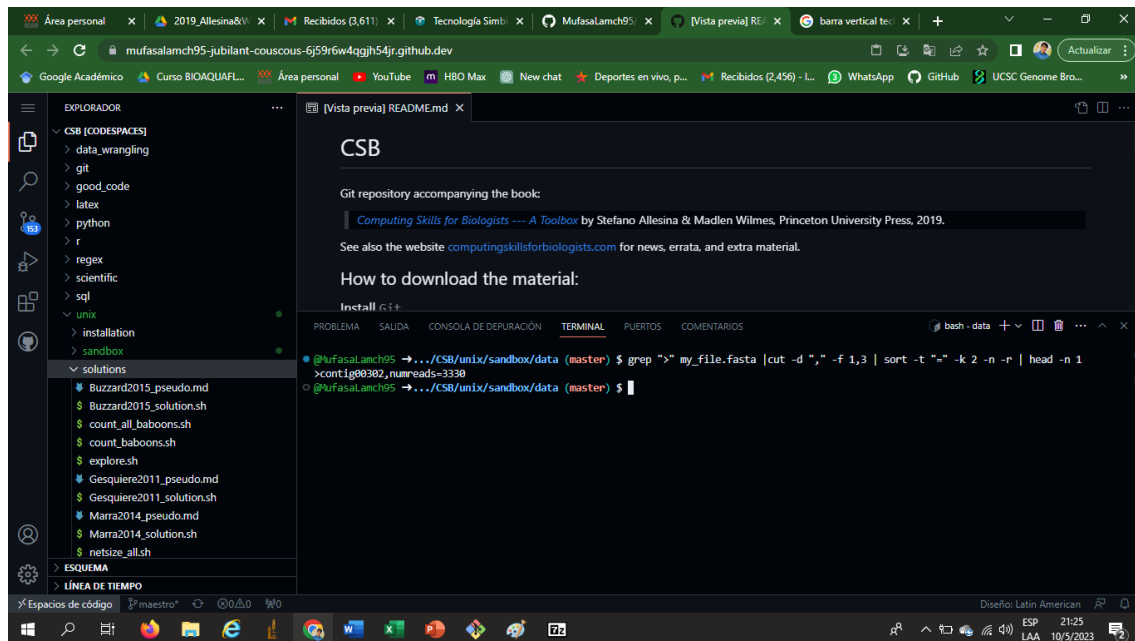 Área personal
2019_Allesina&W
Recibidos (3,611)
Tecnología Simbi
MufasaLamch95/
[Vista previa] REA
barra vertical tecl
mufasalamch95-jubilant-couscous-6j59r6w4qgjh54jr.github.dev
Actualizar
Google Académico
Curso BIOAQUAFL...
Área personal
YouTube
HBO Max
New chat
Deportes en vivo, p...
Recibidos (2,456) - l...
WhatsApp
GitHub
UCSC Genome Bro...
EXPLORADOR
CSB [CODESPACES]
data_wrangling
git
good_code
latex
python
r
regex
scientific
sql
unix
installation
sandbox
solutions
Buzzard2015_pseudo.md
Buzzard2015_solution.sh
count_all_baboons.sh
count_baboons.sh
explore.sh
Gesquiere2011_pseudo.md
Gesquiere2011_solution.sh
Marra2014_pseudo.md
Marra2014_solution.sh
netsize_all.sh
ESQUEMA
LÍNEA DE TIEMPO
153
[Vista previa] README.md
CSB
Git repository accompanying the book:
Computing Skills for Biologists --- A Toolbox by Stefano Allesina & Madlen Wilmes, Princeton University Press, 2019.
See also the website computingskillsforbiologists.com for news, errata, and extra material.
How to download the material:
Install Git
PROBLEMA SALIDA CONSOLA DE DEPURACIÓN TERMINAL PUERTOS COMENTARIOS
bash - data
@MufasaLamch95 →.../CSB/unix/sandbox/data (master) $ grep ">" my_file.fasta |cut -d "," -f 1,3 | sort -t "=" -k 2 -n -r | head -n 1
>contig00302,numreads=3330
@MufasaLamch95 →.../CSB/unix/sandbox/data (master) $
Espacios de código
maestro*
0
0
0
Diseño: Latin American
7z
ESP
LAA
21:25
10/5/2023